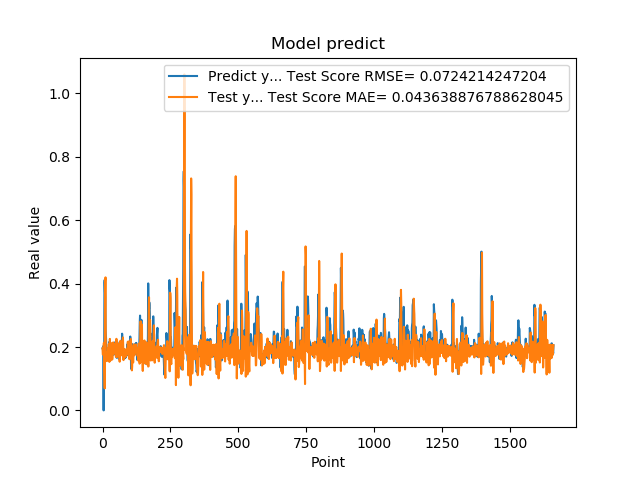 Model predict
Predict y... Test Score RMSE= 0.0724214247204
Test y... Test Score MAE= 0.043638876788628045
Real value
1.0
0.8
0.6
0.4
0.2
0.0
0 250 500 750 1000 1250 1500
Point